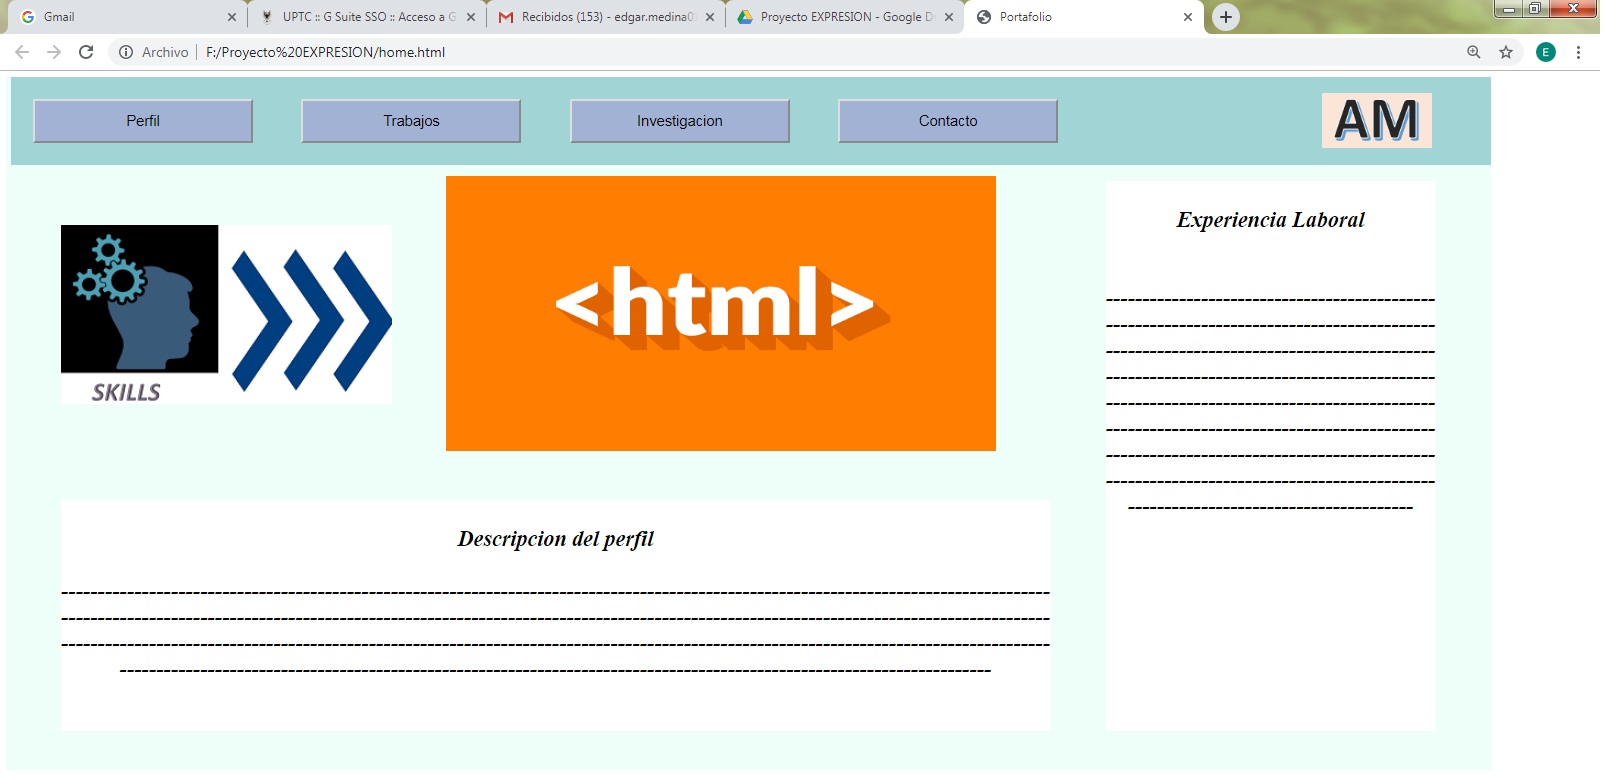 Gmail
UPTC :: G Suite SSO :: Acceso a G
Recibidos (153) - edgar.medina0
Proyecto EXPRESION - Google D
Portafolio
Archivo F:/Proyecto%20EXPRESION/home.html
E
Perfil
Trabajos
Investigacion
Contacto
AM
SKILLS
<html>
Experiencia Laboral
Descripcion del perfil